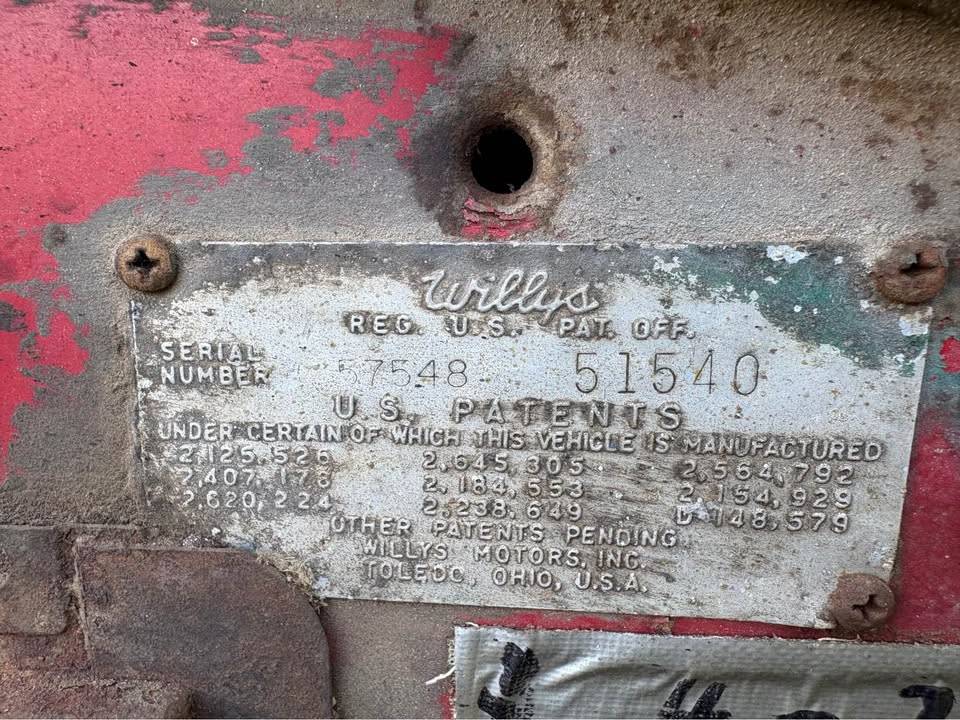 Willys
REG. U.S. PAT. OFF.
SERIAL
NUMBER 57548 51540
U.S. PATENTS
UNDER CERTAIN OF WHICH THIS VEHICLE IS MANUFACTURED
2,125,526 2,645,305 2,564,792
2,407,178 2,184,553 2,154,929
2,620,224 2,238,649 D-148,579
OTHER PATENTS PENDING
WILLYS MOTORS, INC.
TOLEDO, OHIO, U.S.A.